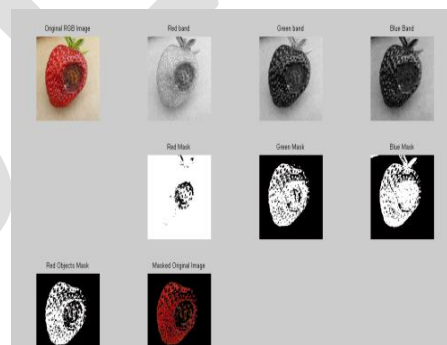 Original RGB Image
Red band
Green band
Blue Band
Red Mask
Green Mask
Blue Mask
Red Objects Mask
Masked Original Image